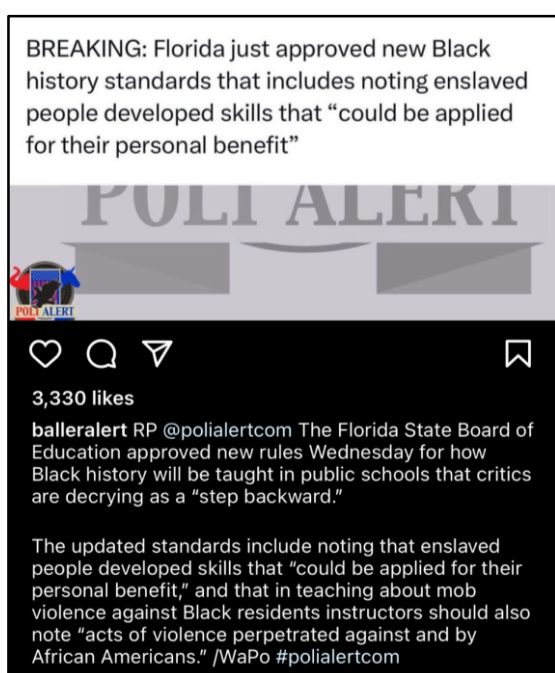 BREAKING: Florida just approved new Black
history standards that includes noting enslaved
people developed skills that “could be applied
for their personal benefit”
POLI ALERT
POLI ALERT
3,330 likes
balleralert RP @polialertcom The Florida State Board of
Education approved new rules Wednesday for how
Black history will be taught in public schools that critics
are decrying as a “step backward.”
The updated standards include noting that enslaved
people developed skills that “could be applied for their
personal benefit,” and that in teaching about mob
violence against Black residents instructors should also
note “acts of violence perpetrated against and by
African Americans.” /WaPo #polialertcom